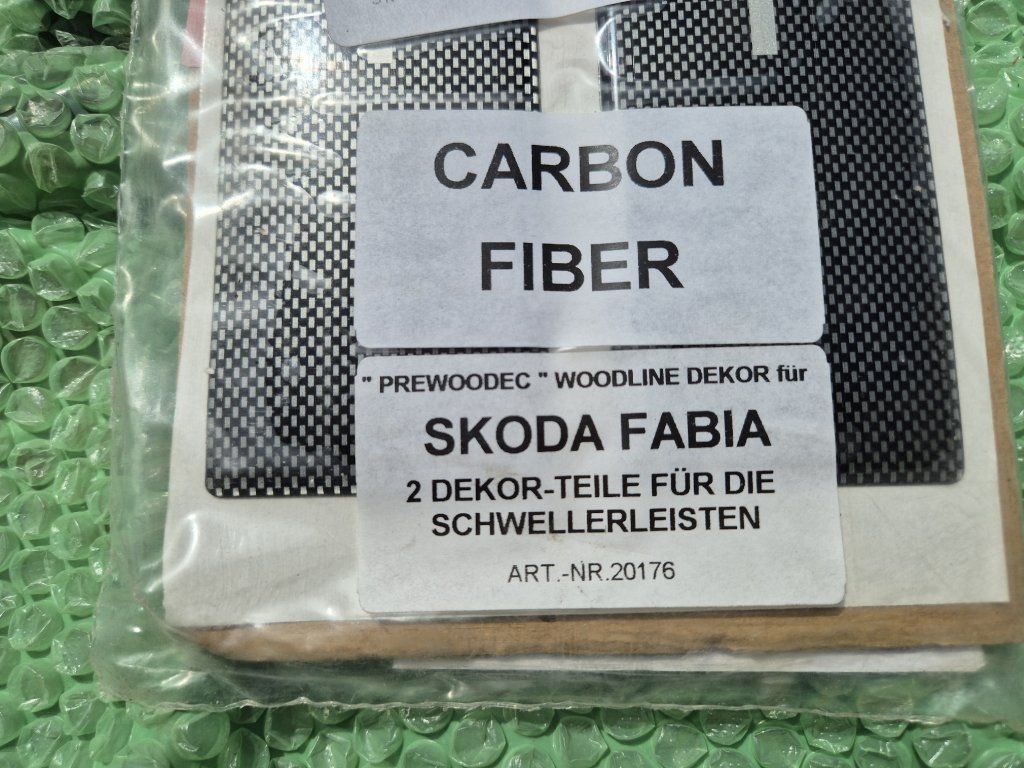 CARBON
FIBER
" PREWOODEC " WOODLINE DEKOR für
SKODA FABIA
2 DEKOR-TEILE FÜR DIE
SCHWELLERLEISTEN
ART.-NR.20176